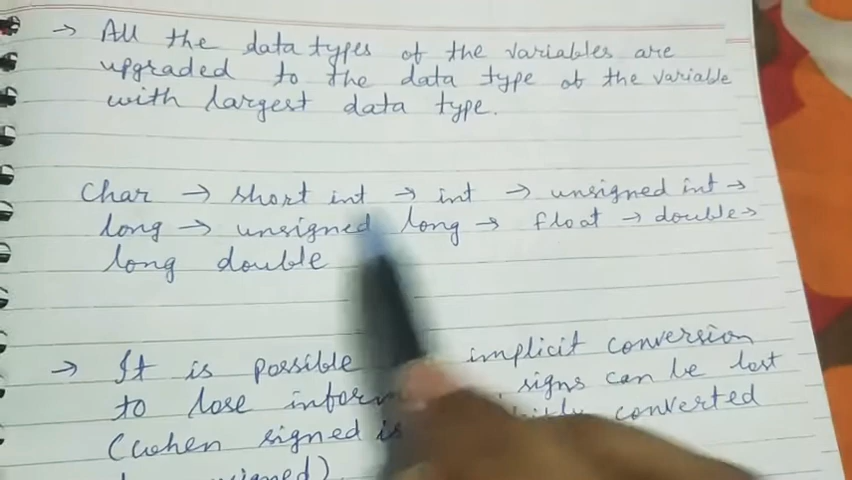 → All the data types of the variables are
upgraded to the data type of the variable
with largest data type.
Char → short int → int → unsigned int →
long → unsigned long → float → double →
long double
→ It is possible implicit conversion
to lose signs can be lost
(when signed is converted